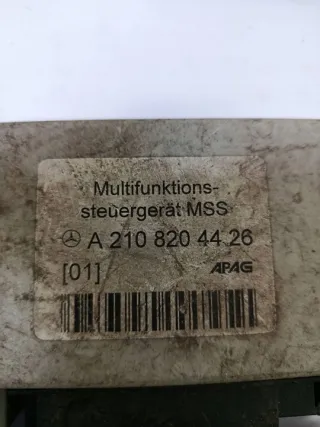 Multifunktions-
steuergerät MSS
A 210 820 44 26
[01] APAG